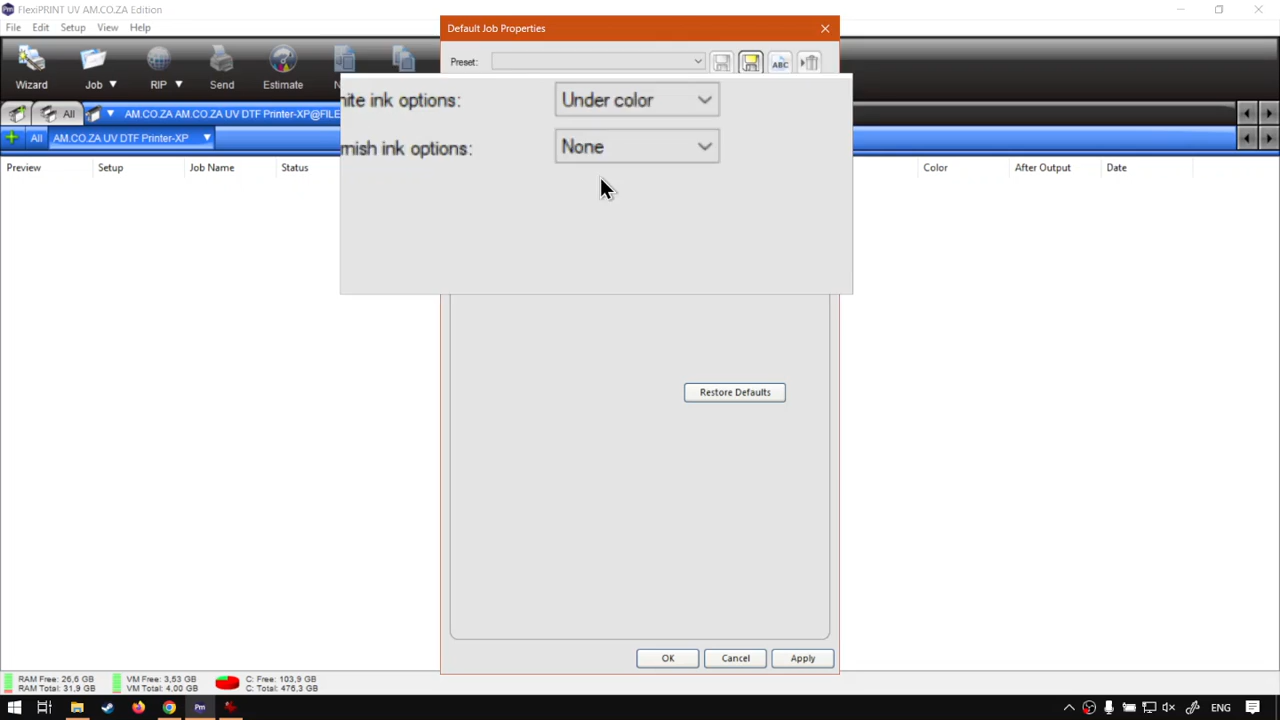 Pm FlexiPRINT UV AM.CO.ZA Edition
File Edit Setup View Help
Default Job Properties
Preset:
ABC
Wizard Job RIP Send Estimate
All AM.CO.ZA AM.CO.ZA UV DTF Printer-XP@FILE
All AM.CO.ZA UV DTF Printer-XP
ite ink options: Under color
nish ink options: None
Preview Setup Job Name Status Color After Output Date
Restore Defaults
OK Cancel Apply
RAM Free: 26,6 GB VM Free: 3,53 GB C: Free: 103,9 GB
RAM Total: 31,9 GB VM Total: 4,00 GB C: Total: 476,3 GB
Pm ENG